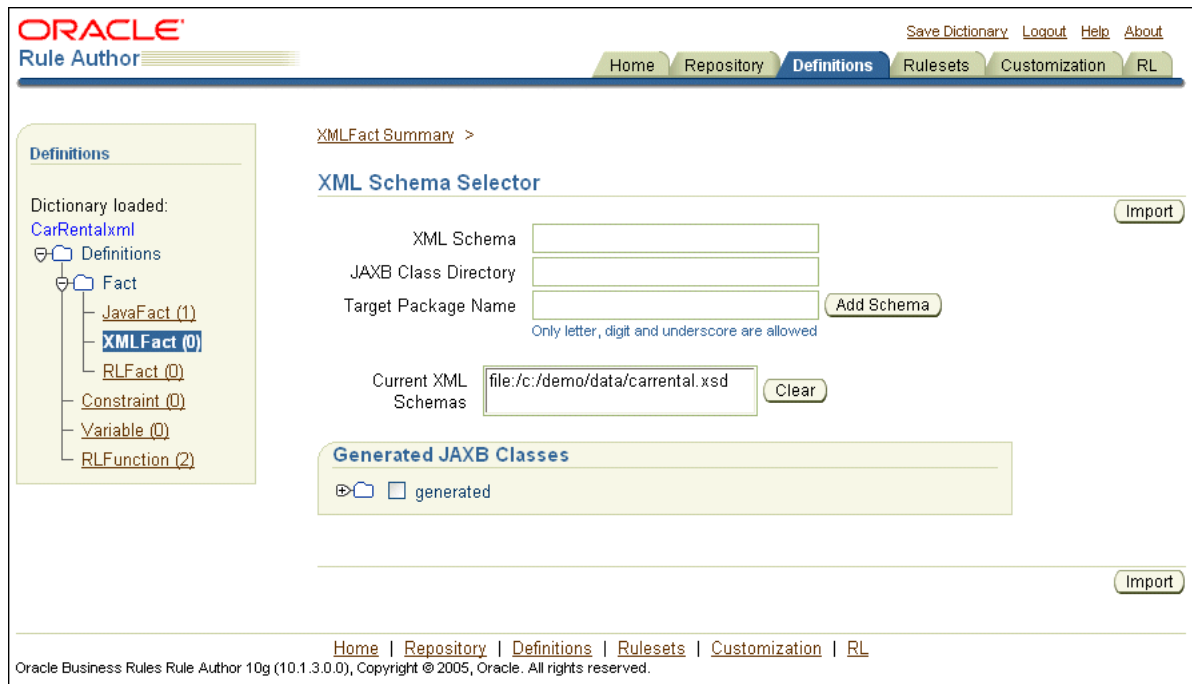 ORACLE
Rule Author
Save Dictionary Logout Help About
Home Repository Definitions Rulesets Customization RL
Definitions
Dictionary loaded:
CarRentalxml
Definitions
Fact
JavaFact (1)
XMLFact (0)
RLFact (0)
Constraint (0)
Variable (0)
RLFunction (2)
XMLFact Summary >
XML Schema Selector
Import
XML Schema
JAXB Class Directory
Target Package Name Add Schema
Only letter, digit and underscore are allowed
Current XML
Schemas
file:/c:/demo/data/carrental.xsd
Clear
Generated JAXB Classes
generated
Import
Home | Repository | Definitions | Rulesets | Customization | RL
Oracle Business Rules Rule Author 10g (10.1.3.0.0), Copyright © 2005, Oracle. All rights reserved.